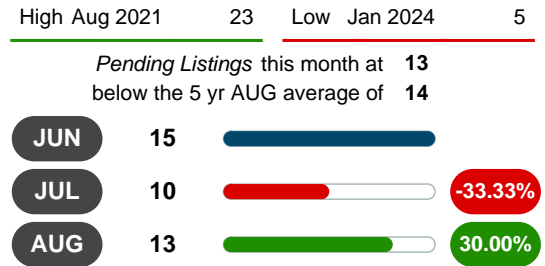 High Aug 2021 23 Low Jan 2024 5
Pending Listings this month at 13
below the 5 yr AUG average of 14
JUN 15
JUL 10 -33.33%
AUG 13 30.00%